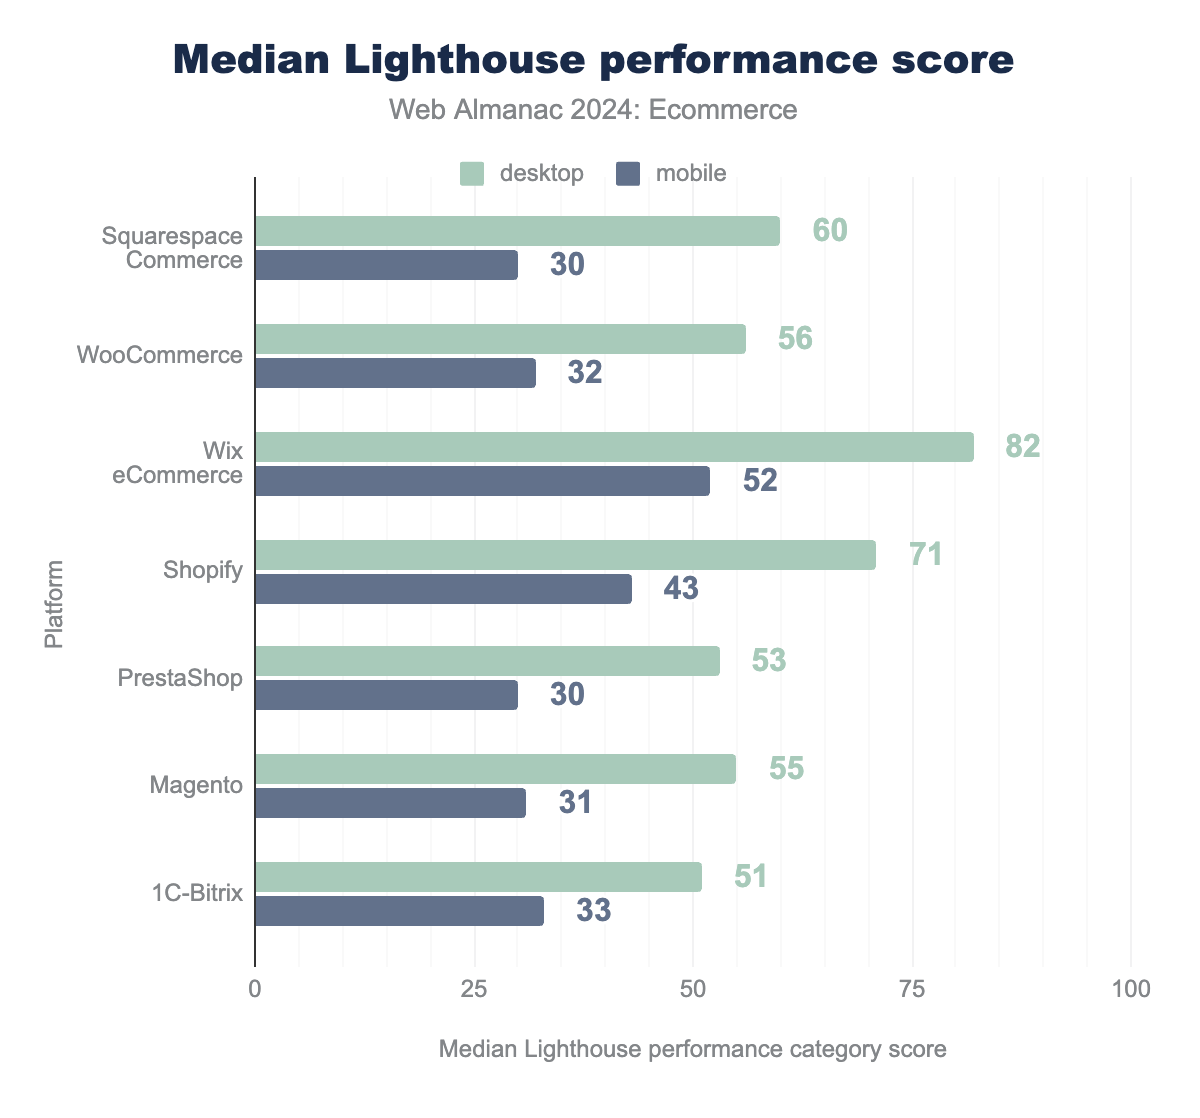 Median Lighthouse performance score
Web Almanac 2024: Ecommerce
desktop
mobile
Squarespace
Commerce
60
30
WooCommerce
56
32
Wix
eCommerce
82
52
Shopify
71
43
PrestaShop
53
30
Magento
55
31
1C-Bitrix
51
33
Platform
0
25
50
75
100
Median Lighthouse performance category score